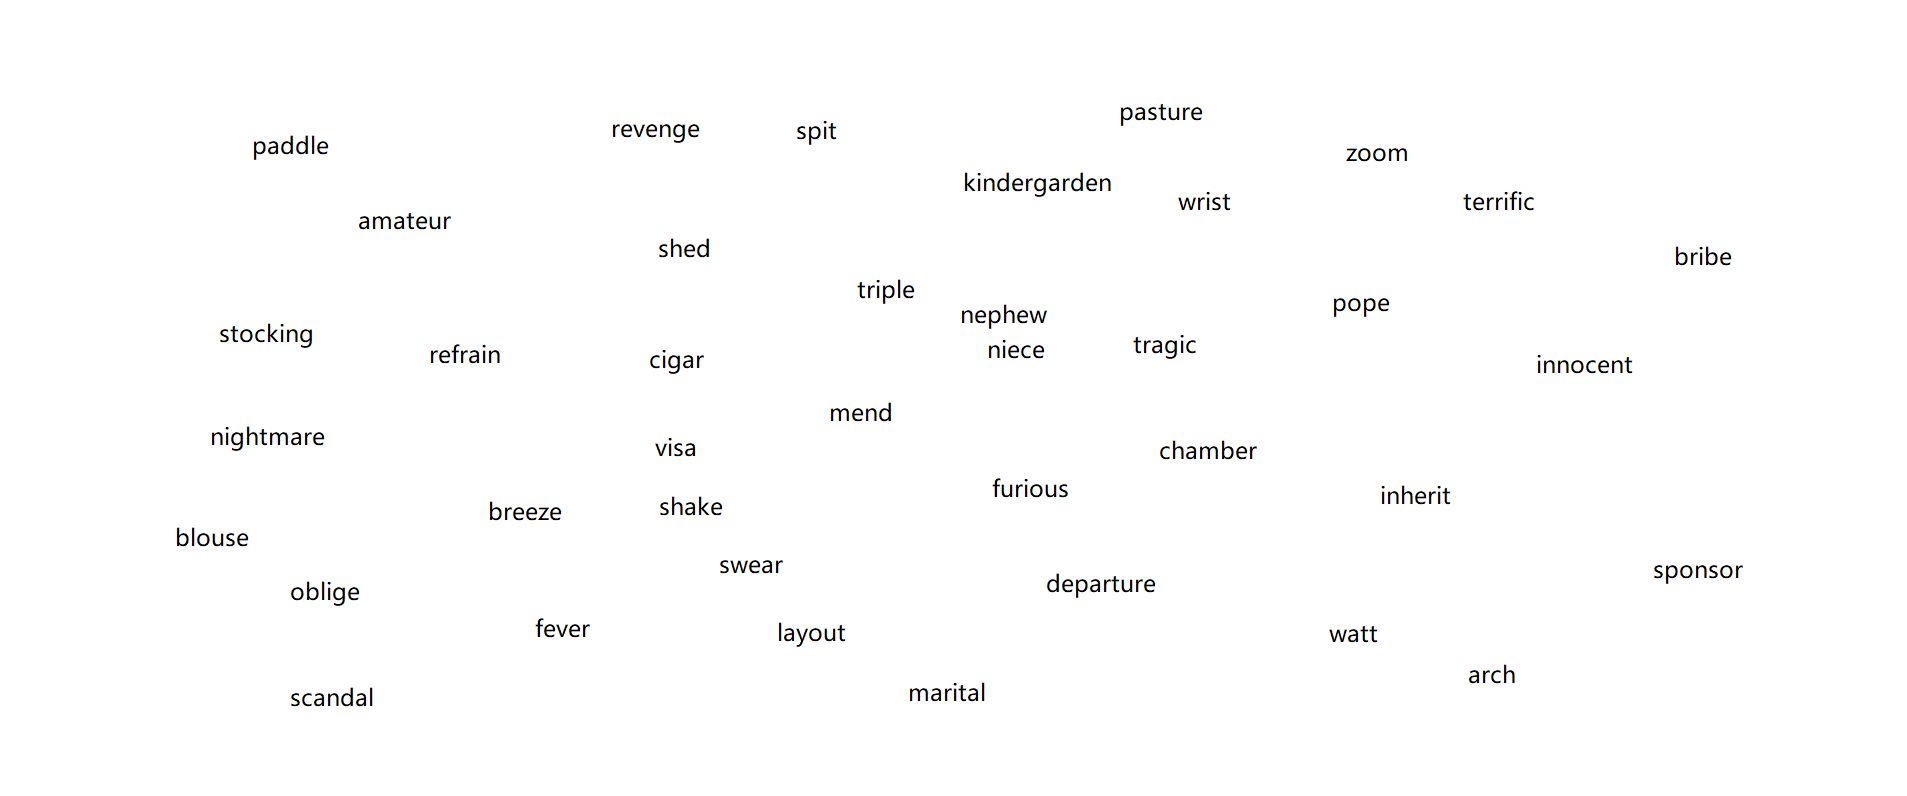 pasture
revenge
spit
paddle
zoom
kindergarden
wrist
terrific
amateur
shed
bribe
triple
pope
nephew
stocking
tragic
niece
refrain
cigar
innocent
mend
nightmare
visa
chamber
furious
inherit
shake
breeze
blouse
swear
sponsor
departure
oblige
fever
layout
watt
arch
marital
scandal